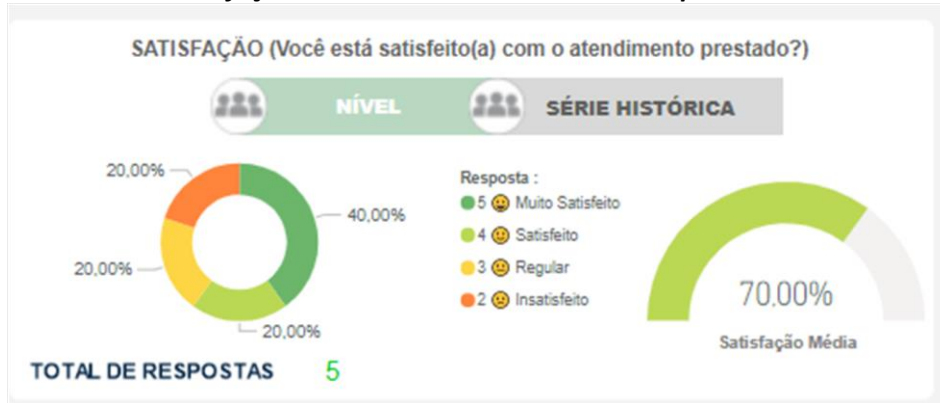 SATISFAÇÃO (Você está satisfeito(a) com o atendimento prestado?)
NÍVEL
SÉRIE HISTÓRICA
20,00%
40,00%
20,00%
20,00%
Resposta :
5 Muito Satisfeito
4 Satisfeito
3 Regular
2 Insatisfeito
70,00%
Satisfação Média
TOTAL DE RESPOSTAS 5